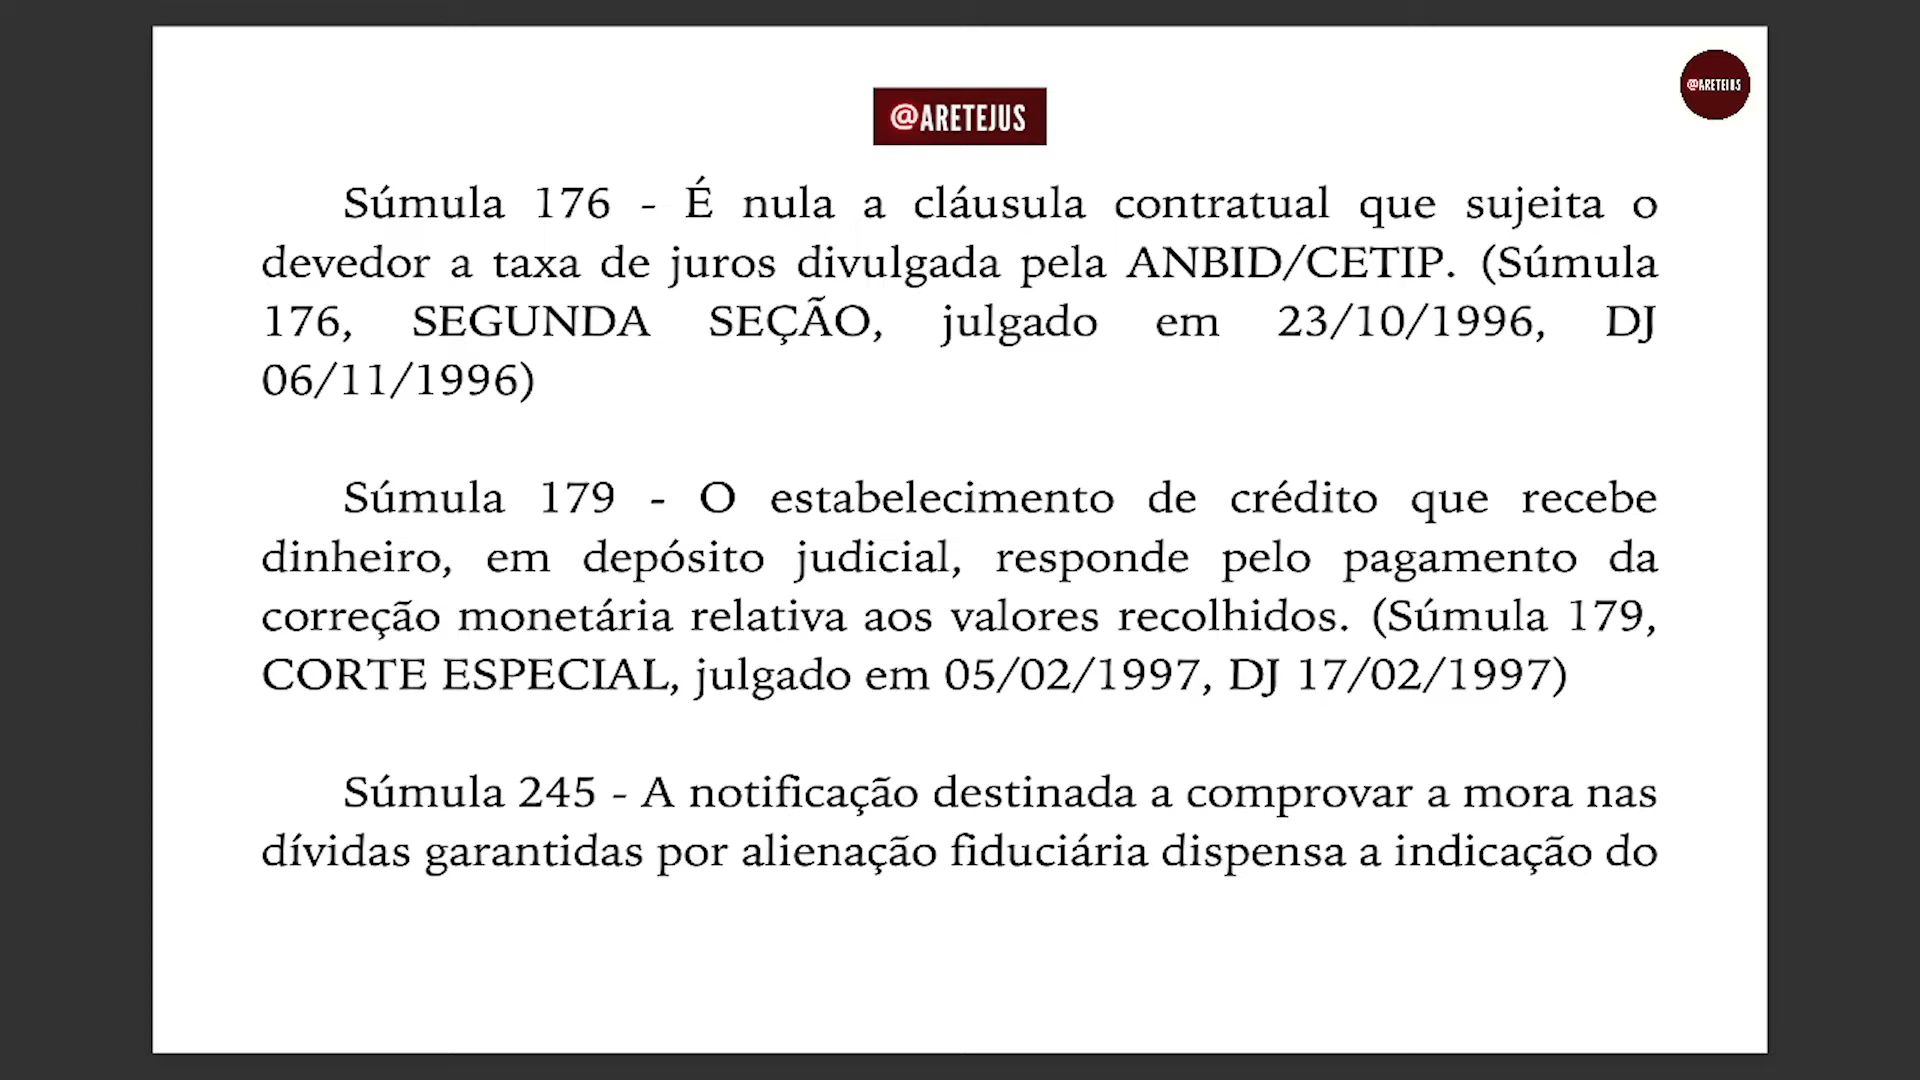 @ARETEJUS
@ARETEJUS
Súmula 176 - É nula a cláusula contratual que sujeita o
devedor a taxa de juros divulgada pela ANBID/CETIP. (Súmula
176, SEGUNDA SEÇÃO, julgado em 23/10/1996, DJ
06/11/1996)
Súmula 179 - O estabelecimento de crédito que recebe
dinheiro, em depósito judicial, responde pelo pagamento da
correção monetária relativa aos valores recolhidos. (Súmula 179,
CORTE ESPECIAL, julgado em 05/02/1997, DJ 17/02/1997)
Súmula 245 - A notificação destinada a comprovar a mora nas
dívidas garantidas por alienação fiduciária dispensa a indicação do